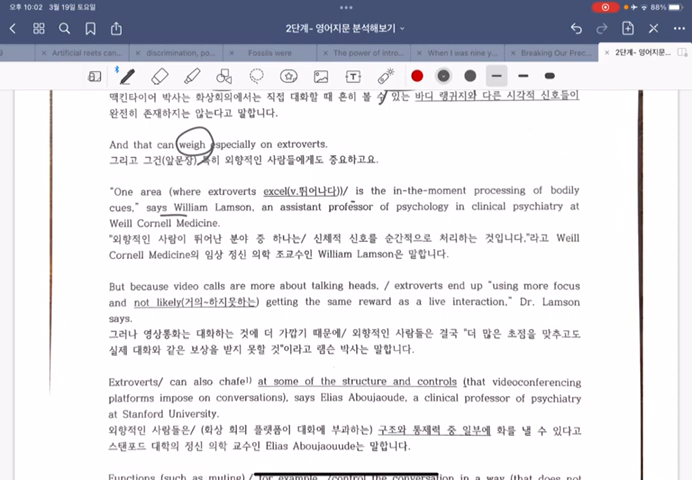 오후 10:02 3월 19일 토요일
88%
2단계- 영어지문 분석해보기
Artificial reefs can...
discrimination, po...
Fossils were
The power of intro...
When I was nine y...
Breaking Our Prec...
2단계- 영어지문...
맥킨타이어 박사는 화상회의에서는 직접 대화할 때 흔히 볼 수 있는 바디 랭귀지와 다른 시각적 신호들이
완전히 존재하지는 않는다고 말합니다.
And that can weigh especially on extroverts.
그리고 그건(앞문장) 특히 외향적인 사람들에게도 중요하고요.
"One area (where extroverts excel(v.뛰어나다)/ is the in-the-moment processing of bodily
cues," says William Lamson, an assistant professor of psychology in clinical psychiatry at
Weill Cornell Medicine.
"외향적인 사람이 뛰어난 분야 중 하나는/ 신체적 신호를 순간적으로 처리하는 것입니다."라고 Weill
Cornell Medicine의 임상 정신 의학 조교수인 William Lamson은 말합니다.
But because video calls are more about talking heads, / extroverts end up "using more focus
and not likely(거의~하지못하는) getting the same reward as a live interaction," Dr. Lamson
says.
그러나 영상통화는 대화하는 것에 더 가깝기 때문에/ 외향적인 사람들은 결국 "더 많은 초점을 맞추고도
실제 대화와 같은 보상을 받지 못할 것"이라고 램슨 박사는 말합니다.
Extroverts/ can also chafe¹⁾ at some of the structure and controls (that videoconferencing
platforms impose on conversations), says Elias Aboujaoude, a clinical professor of psychiatry
at Stanford University.
외향적인 사람들은/ (화상 회의 플랫폼이 대화에 부과하는) 구조와 통제력 중 일부에 화를 낼 수 있다고
스탠포드 대학의 정신 의학 교수인 Elias Aboujaouude는 말합니다.
Functions (such as muting) / for example, /control the conversation in a way (that does not